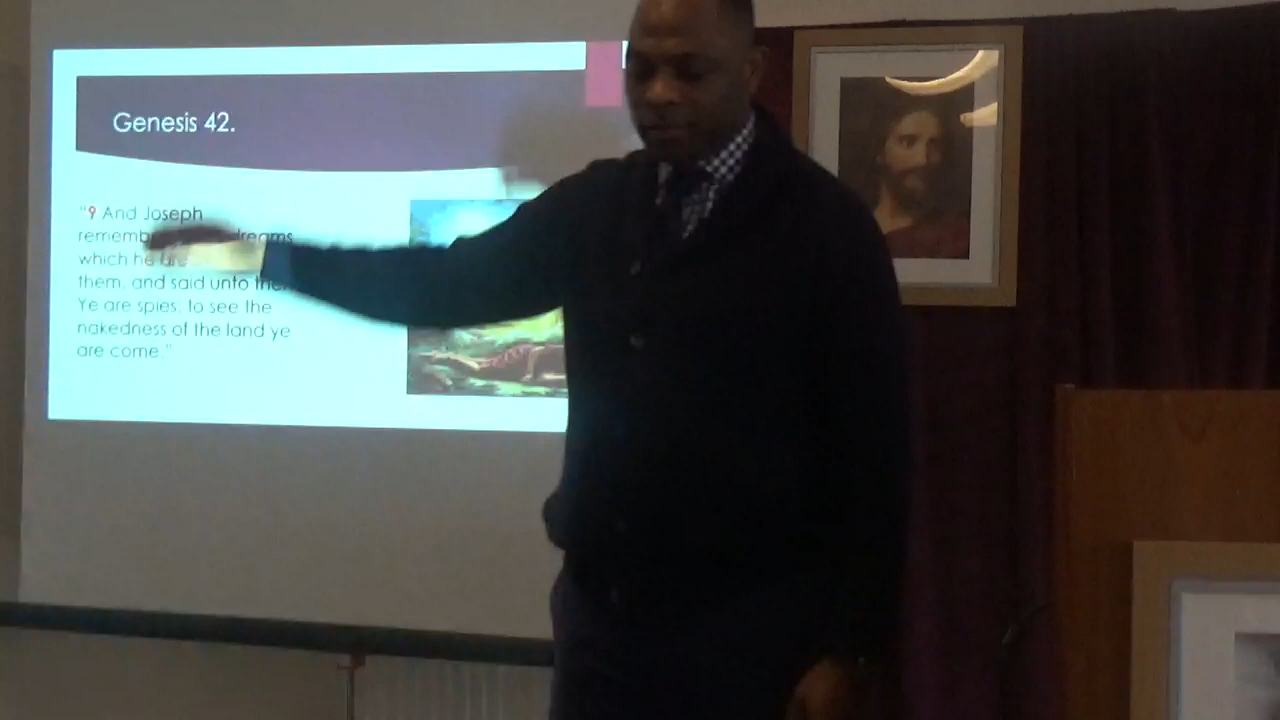 Genesis 42.
"9 And Joseph
rememb dreams
which he
them, and said unto
Ye are spies; to see the
nakedness of the land ye
are come."